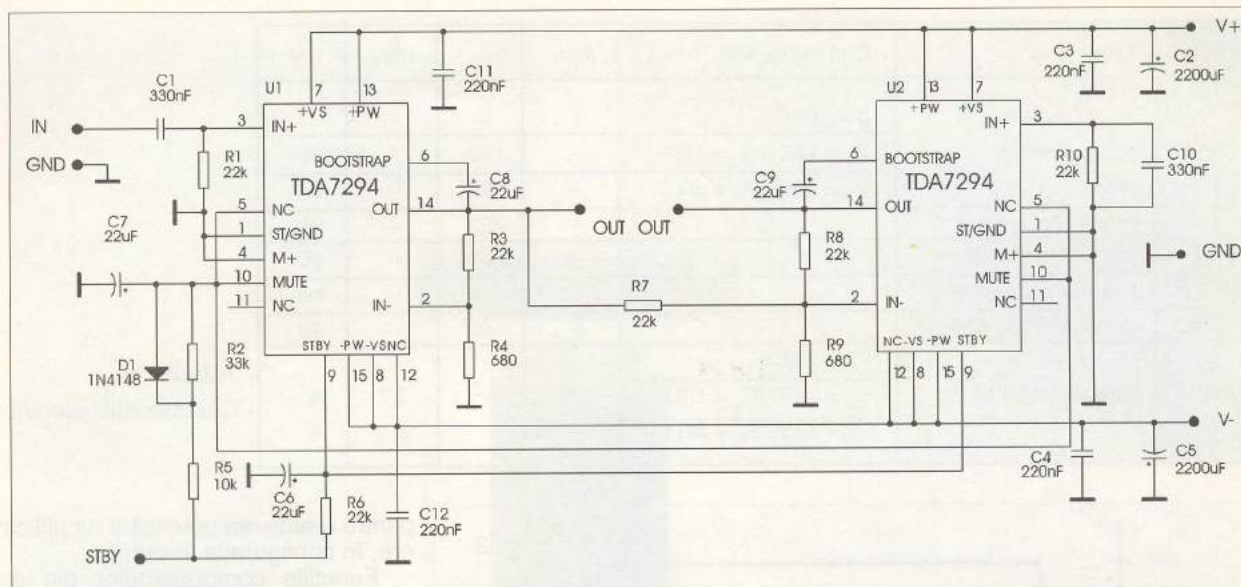 V+
C1
330nF
U1
7
+VS
13
+PW
C11
220nF
U2
13
+PW
7
+VS
C3
220nF
C2
2200uF
IN
3
IN+
IN+
3
GND
R1
22k
BOOTSTRAP
6
TDA7294
C8
22uF
C9
22uF
6
BOOTSTRAP
TDA7294
R10
22k
C10
330nF
C7
22uF
5
NC
OUT
14
OUT OUT
14
OUT
NC
5
1
ST/GND
R3
22k
R8
22k
ST/GND
1
4
M+
M+
4
GND
10
MUTE
MUTE
10
11
NC
IN-
2
R7
22k
2
IN-
NC
11
D1
1N4148
R2
33k
STBY
-PW
-VS
NC
9
15
8
12
R4
680
R9
680
NC
-VS
-PW
STBY
12
8
15
9
V-
R5
10k
C6
22uF
R6
22k
C12
220nF
C4
220nF
C5
2200uF
STBY